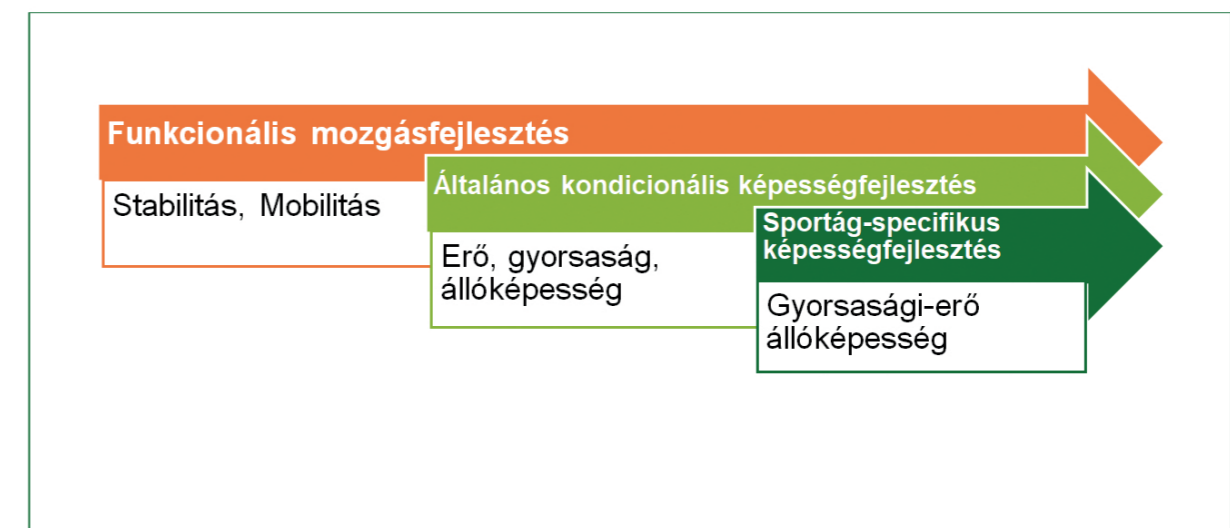 Funkcionális mozgásfejlesztés
Stabilitás, Mobilitás
Általános kondicionális képességfejlesztés
Erő, gyorsaság,
állóképesség
Sportág-specifikus
képességfejlesztés
Gyorsasági-erő
állóképesség